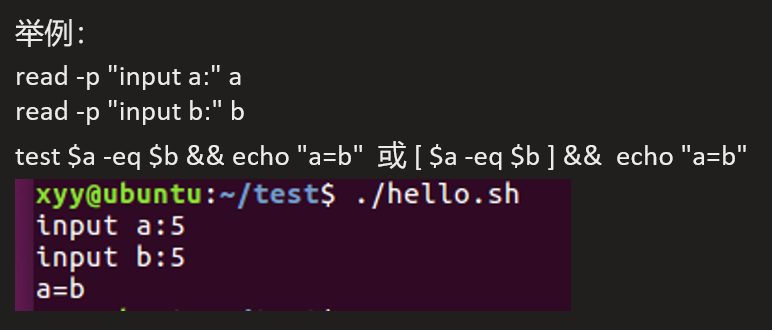 举例：
read -p "input a:" a
read -p "input b:" b
test $a -eq $b && echo "a=b" 或 [ $a -eq $b ] && echo "a=b"
xyy@ubuntu:~/test$ ./hello.sh
input a:5
input b:5
a=b